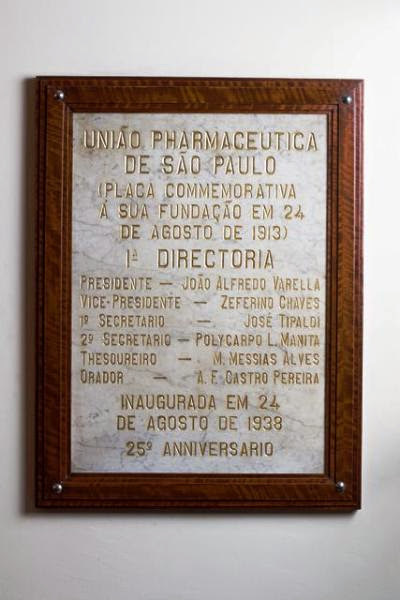 UNIÃO PHARMACEUTICA
DE SÃO PAULO
(PLACA COMMEMORATIVA
Á SUA FUNDAÇÃO EM 24
DE AGOSTO DE 1913)
1ª DIRECTORIA
PRESIDENTE — JOÃO ALFREDO VARELLA
VICE-PRESIDENTE — ZEFERINO CHAVES
1º SECRETARIO — JOSÉ TIPALDI
2º SECRETARIO — POLYCARPO L. MANITA
THESOUREIRO — M. MESSIAS ALVES
ORADOR — A. F. CASTRO PEREIRA
INAUGURADA EM 24
DE AGOSTO DE 1938
25º ANNIVERSARIO